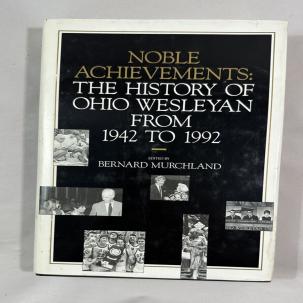 NOBLE
ACHIEVEMENTS:
THE HISTORY OF
OHIO WESLEYAN
FROM
1942 TO 1992
EDITED BY
BERNARD MURCHLAND